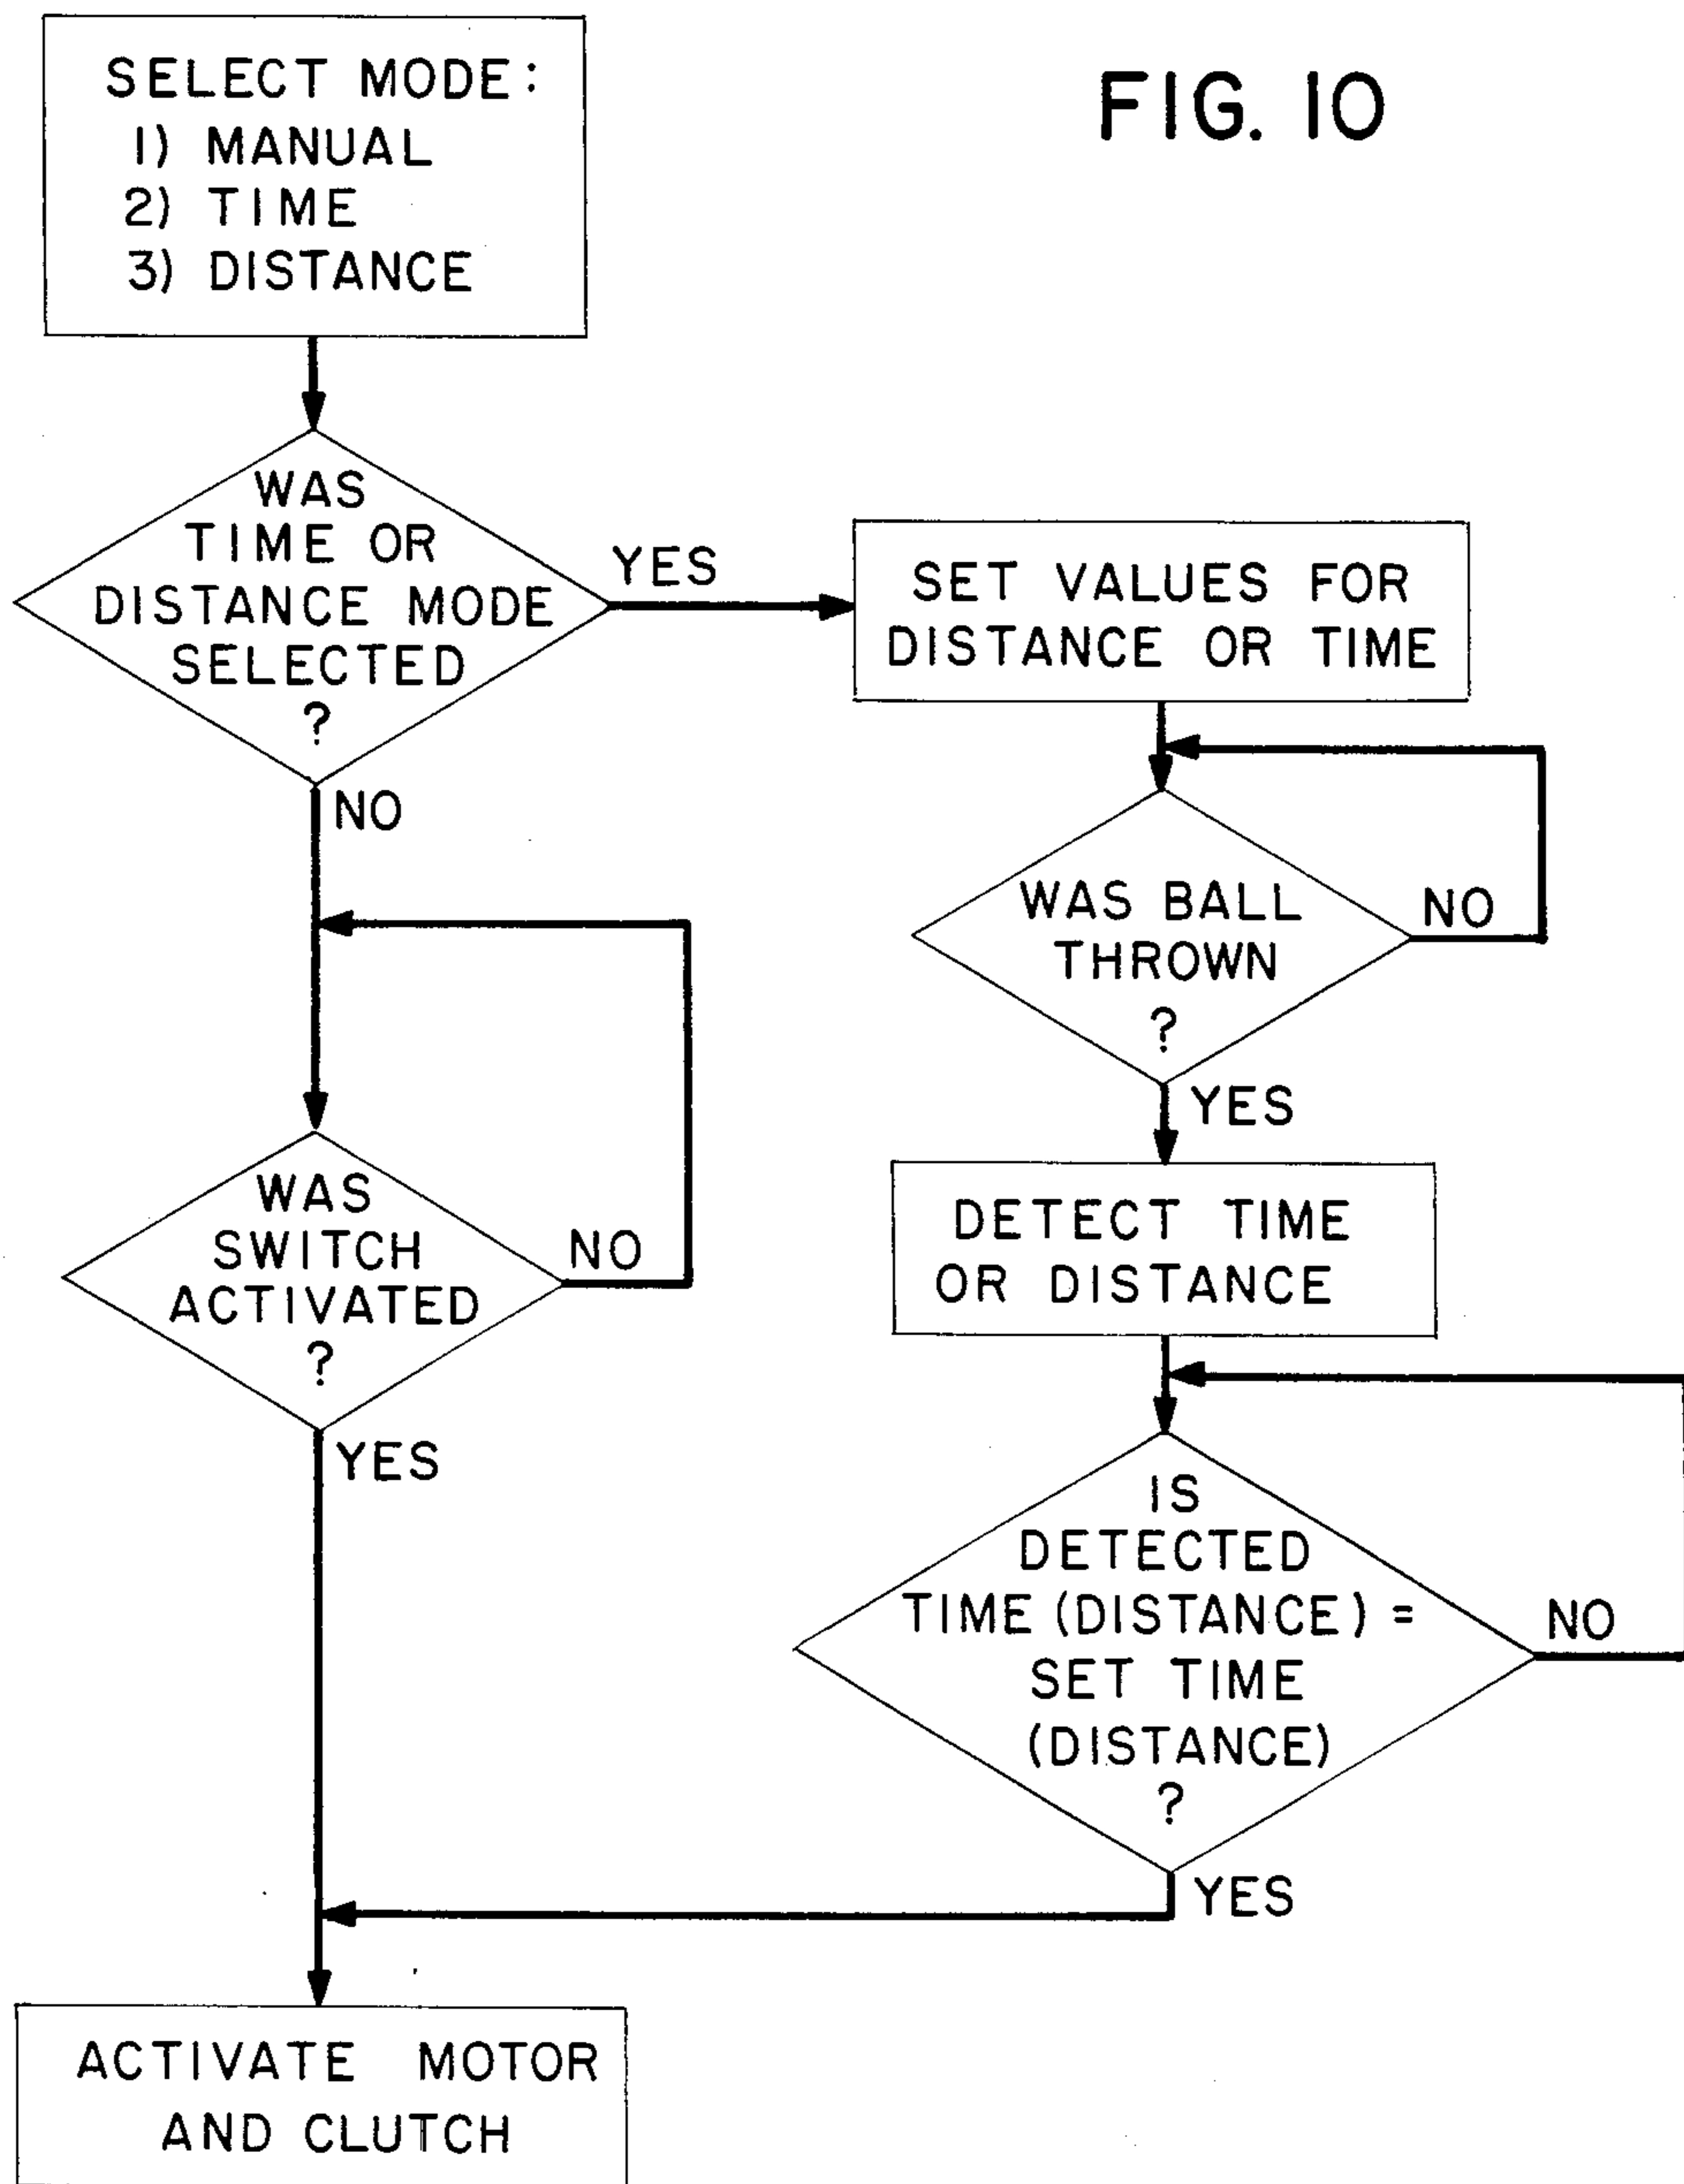 FIG. 10
SELECT MODE:
1) MANUAL
2) TIME
3) DISTANCE
WAS
TIME OR
DISTANCE MODE
SELECTED
?
YES
NO
SET VALUES FOR
DISTANCE OR TIME
WAS BALL
THROWN
?
NO
YES
WAS
SWITCH
ACTIVATED
?
NO
YES
DETECT TIME
OR DISTANCE
IS
DETECTED
TIME (DISTANCE) =
SET TIME
(DISTANCE)
?
NO
YES
ACTIVATE MOTOR
AND CLUTCH